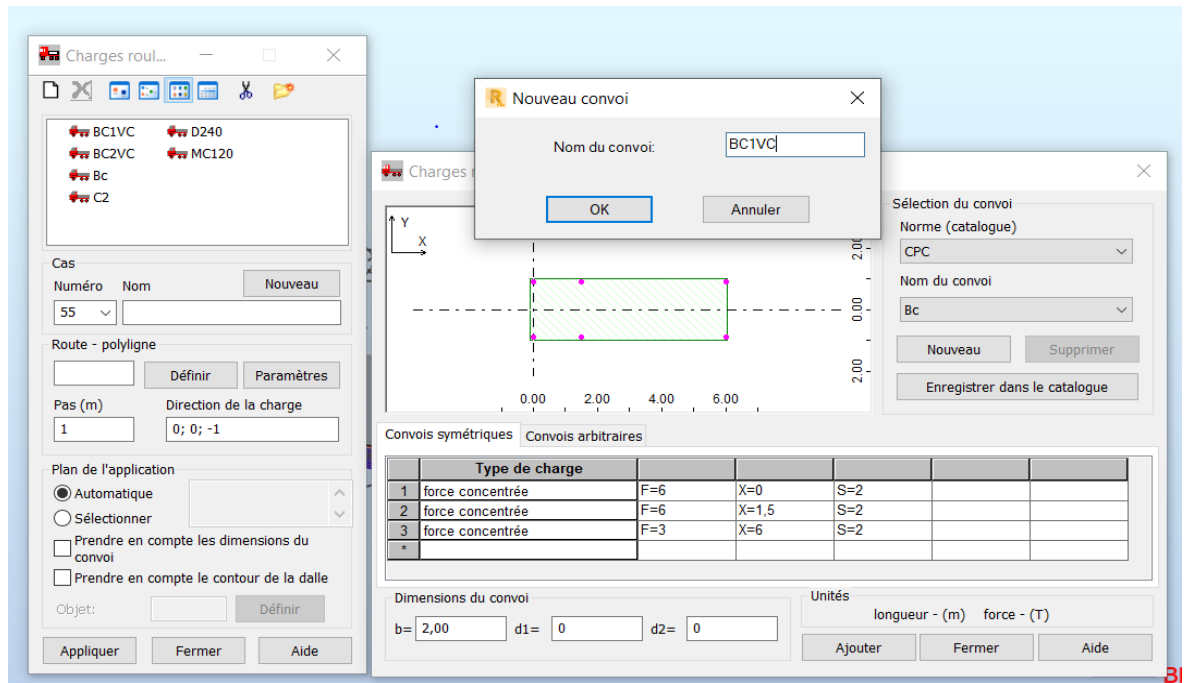 Charges roul...
BC1VC D240
BC2VC MC120
Bc
C2
Cas
Numéro Nom Nouveau
55
Route - polyligne
Définir Paramètres
Pas (m) Direction de la charge
1 0; 0; -1
Plan de l'application
Automatique
Sélectionner
Prendre en compte les dimensions du
convoi
Prendre en compte le contour de la dalle
Objet: Définir
Appliquer Fermer Aide
Nouveau convoi
Nom du convoi: BC1VC
OK Annuler
Charges
Y
X
2.00
0.00
2.00
0.00 2.00 4.00 6.00
Sélection du convoi
Norme (catalogue)
CPC
Nom du convoi
Bc
Nouveau Supprimer
Enregistrer dans le catalogue
Convois symétriques Convois arbitraires
Type de charge
1 force concentrée F=6 X=0 S=2
2 force concentrée F=6 X=1,5 S=2
3 force concentrée F=3 X=6 S=2
*
Dimensions du convoi
b= 2,00 d1= 0 d2= 0
Unités
longueur - (m) force - (T)
Ajouter Fermer Aide